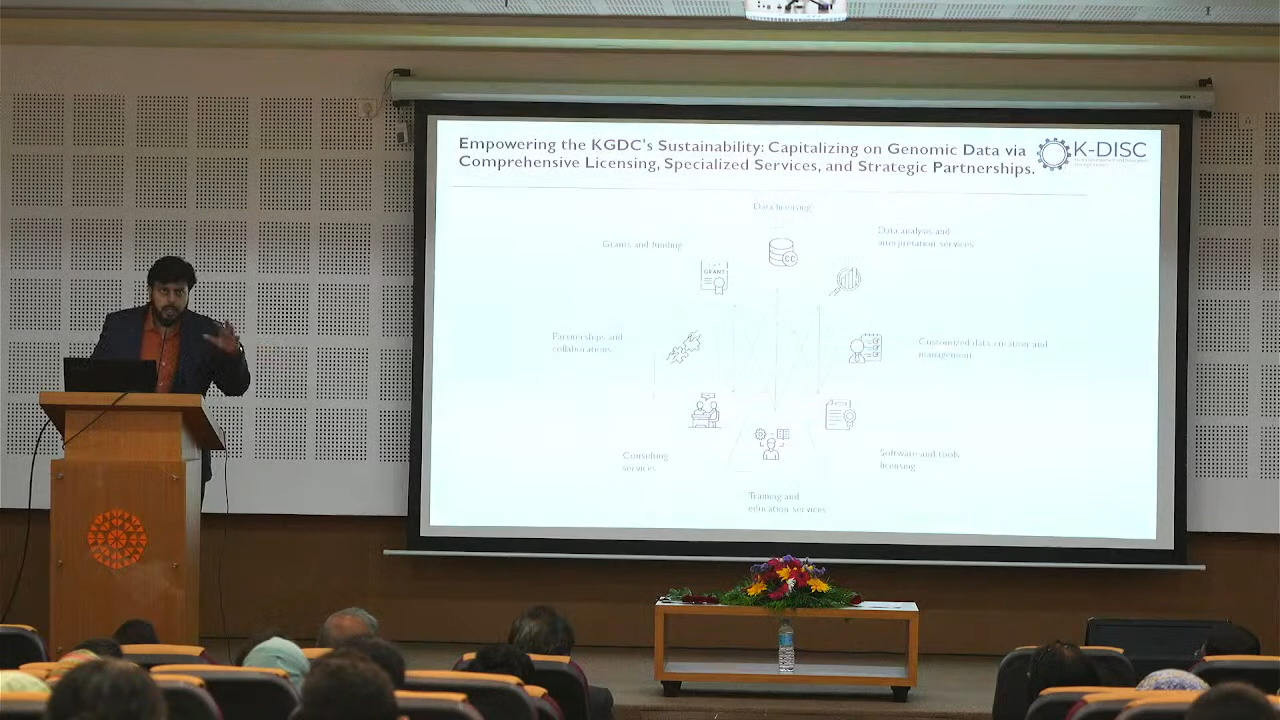 Empowering the KGDC's Sustainability: Capitalizing on Genomic Data via
Comprehensive Licensing, Specialized Services, and Strategic Partnerships.
K-DISC
Data licensing
Data analysis and
interpretation services
Grants and funding
GRANT
CC
Partnerships and
collaborations
Customized data curation and
management
Consulting
services
Software and tools
licensing
Training and
education services